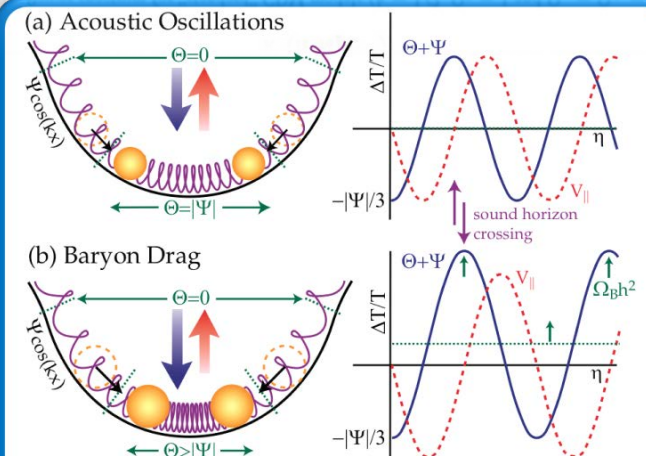 (a) Acoustic Oscillations
Θ=0
Ψcos(kx)
Θ=|Ψ|
ΔT/T
Θ+Ψ
η
−|Ψ|/3
V||
sound horizon
crossing
(b) Baryon Drag
Θ=0
Ψcos(kx)
Θ>|Ψ|
ΔT/T
Θ+Ψ
V||
ΩBh²
η
−|Ψ|/3